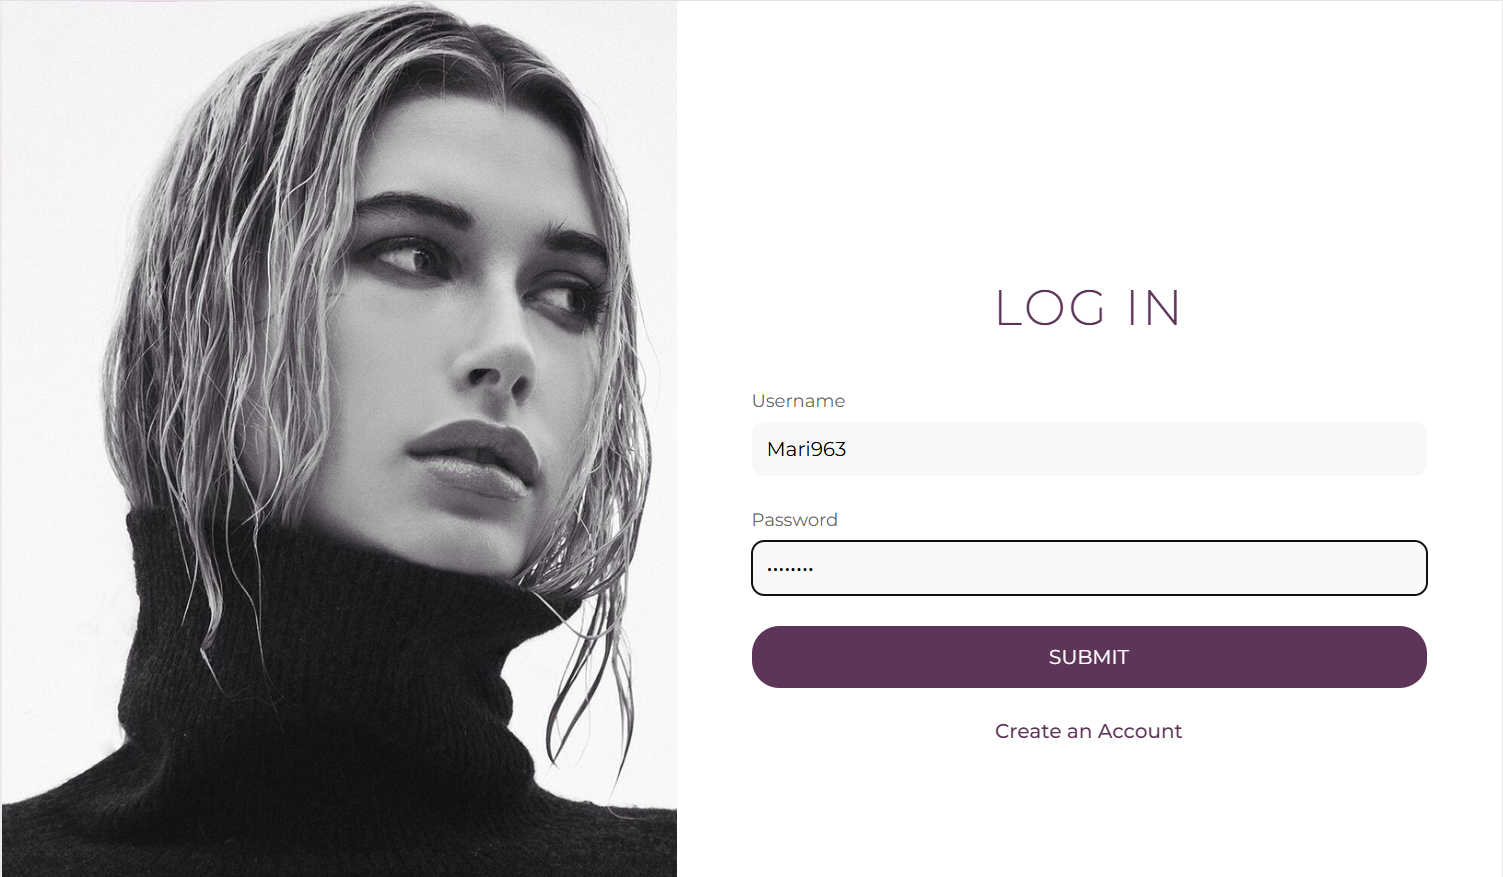 LOG IN
Username
Mari963
Password
••••••••
SUBMIT
Create an Account